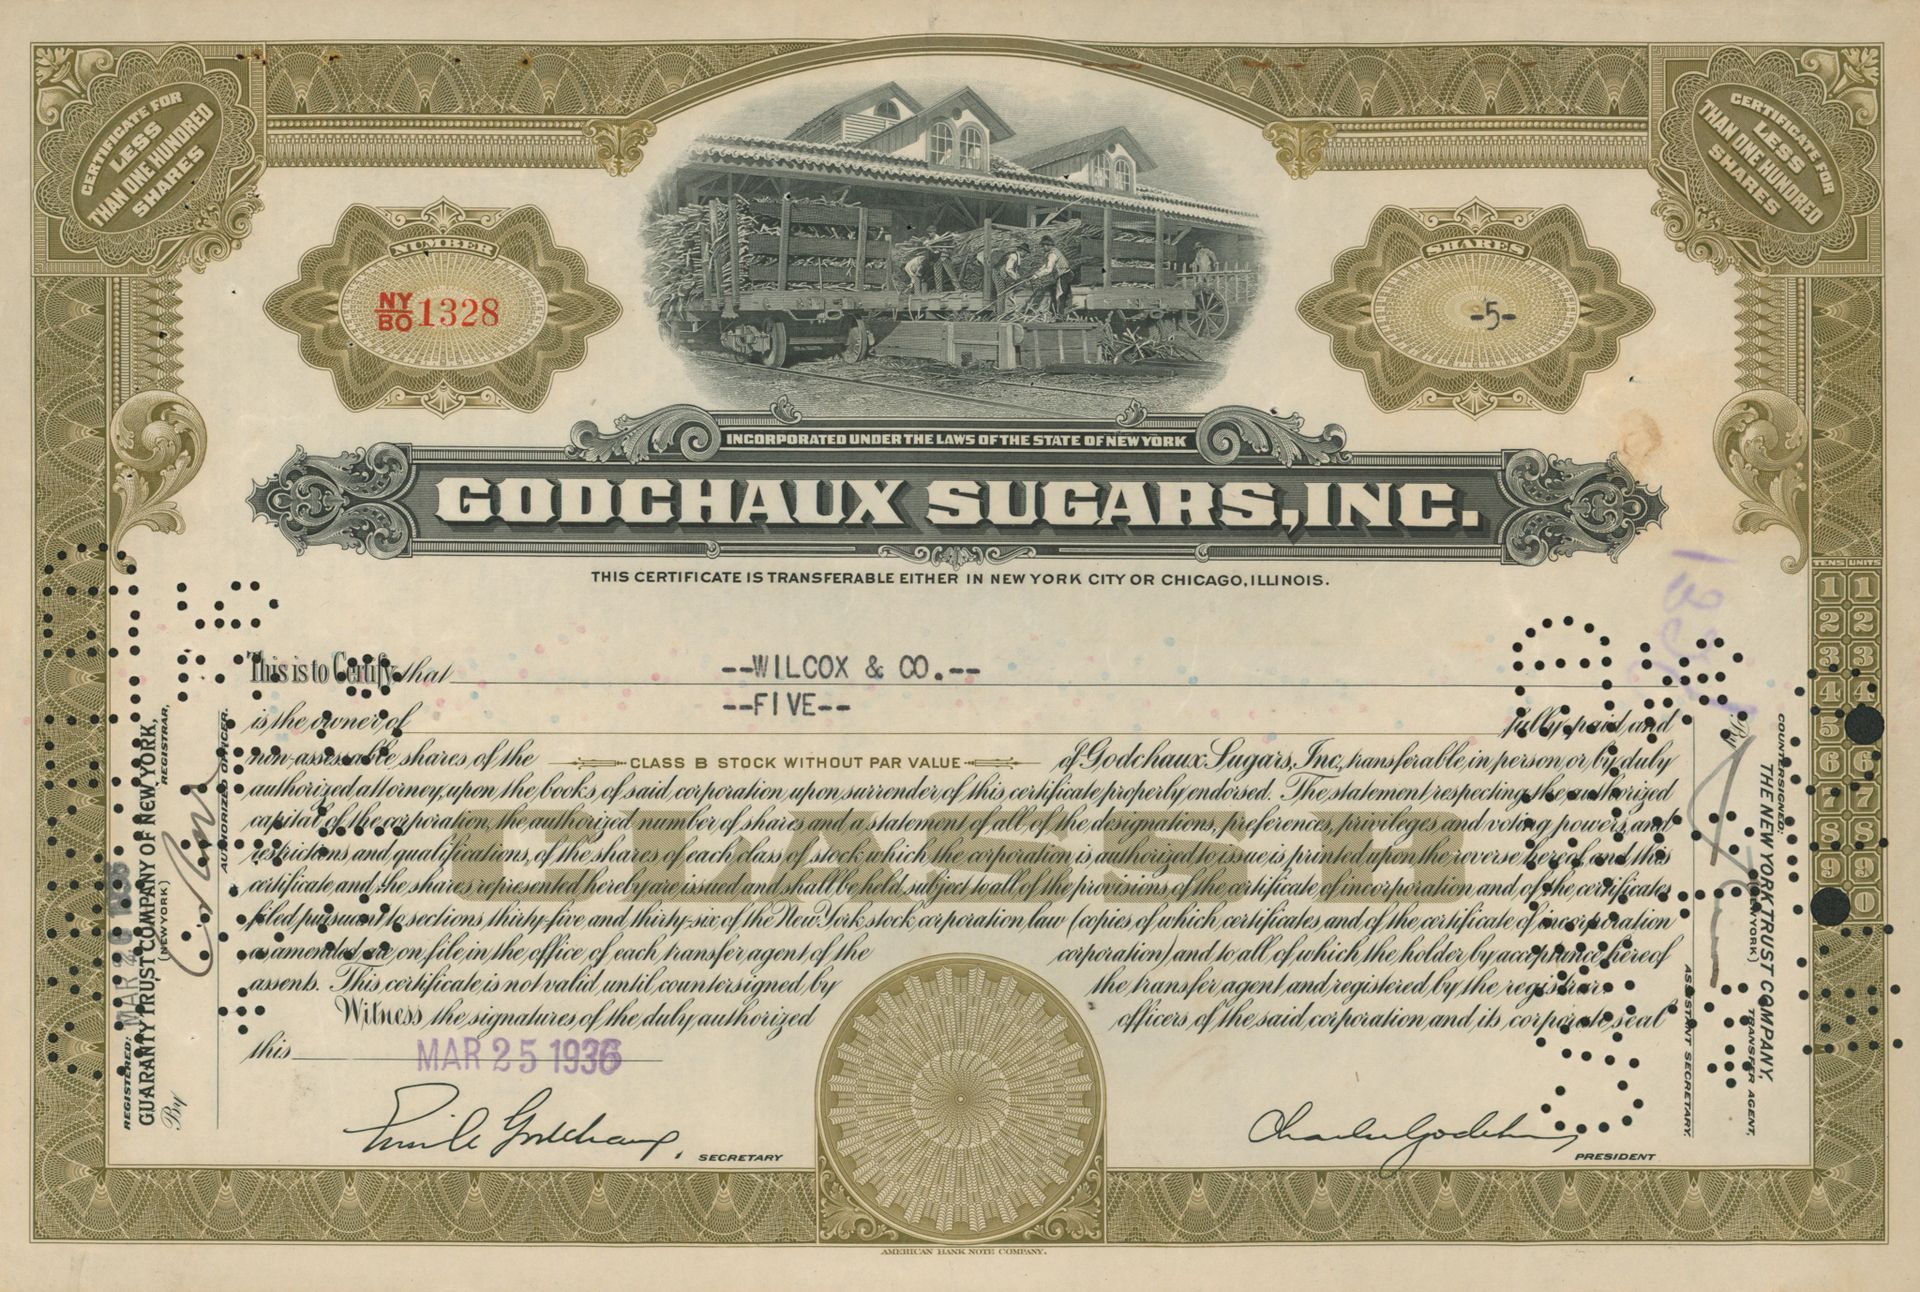 CERTIFICATE FOR
LESS
THAN ONE HUNDRED
SHARES
CERTIFICATE FOR
LESS
THAN ONE HUNDRED
SHARES
NUMBER
NY
BO 1328
SHARES
-5-
INCORPORATED UNDER THE LAWS OF THE STATE OF NEW YORK
GODCHAUX SUGARS, INC.
THIS CERTIFICATE IS TRANSFERABLE EITHER IN NEW YORK CITY OR CHICAGO, ILLINOIS.
This is to Certify that --WILCOX & CO.--
is the owner of --FIVE-- fully paid and
non-assessable shares of the CLASS B STOCK WITHOUT PAR VALUE of Godchaux Sugars, Inc., transferable in person or by duly
authorized attorney, upon the books of said corporation upon surrender of this certificate properly endorsed. The statement respecting the authorized
capital of the corporation, the authorized number of shares and a statement of all of the designations, preferences, privileges and voting powers, and
restrictions and qualifications, of the shares of each class of stock which the corporation is authorized to issue is printed upon the reverse hereof, and this
certificate and the shares represented hereby are issued and shall be held subject to all of the provisions of the certificate of incorporation and of the certificates
filed pursuant to sections thirty-five and thirty-six of the New York stock corporation law (copies of which certificates and of the certificate of incorporation
as amended are on file in the office of each transfer agent of the corporation) and to all of which the holder by acceptance hereof
assents. This certificate is not valid until countersigned by the transfer agent and registered by the registrar.
Witness the signatures of the duly authorized officers of the said corporation and its corporate seal
this MAR 25 1936
CLASS B
Emile Godchaux, SECRETARY
Charles Godchaux PRESIDENT
AMERICAN BANK NOTE COMPANY.
REGISTERED: MAR 26 1936
GUARANTY TRUST COMPANY OF NEW YORK,
(NEW YORK) REGISTRAR,
By
AUTHORIZED OFFICER.
COUNTERSIGNED:
THE NEW YORK TRUST COMPANY,
(NEW YORK) TRANSFER AGENT,
By
ASSISTANT SECRETARY.
TENS UNITS
1 1
2 2
3 3
4 4
5
6 6
7 7
8 8
9 9
0